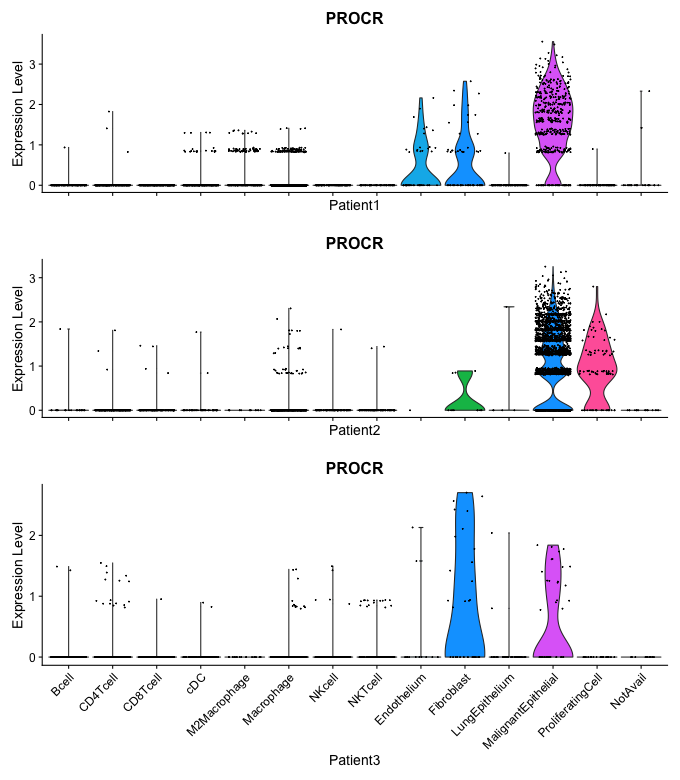 PROCR
Expression Level
3
2
1
0
Patient1
PROCR
Expression Level
3
2
1
0
Patient2
PROCR
Expression Level
2
1
0
Bcell
CD4Tcell
CD8Tcell
cDC
M2Macrophage
Macrophage
NKcell
NKTcell
Endothelium
Fibroblast
LungEpithelium
MalignantEpithelial
ProliferatingCell
NotAvail
Patient3